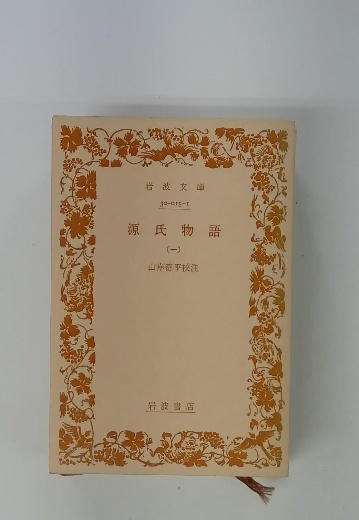 岩波文庫
30-015-1
源氏物語
(一)
山岸徳平校注
岩波書店